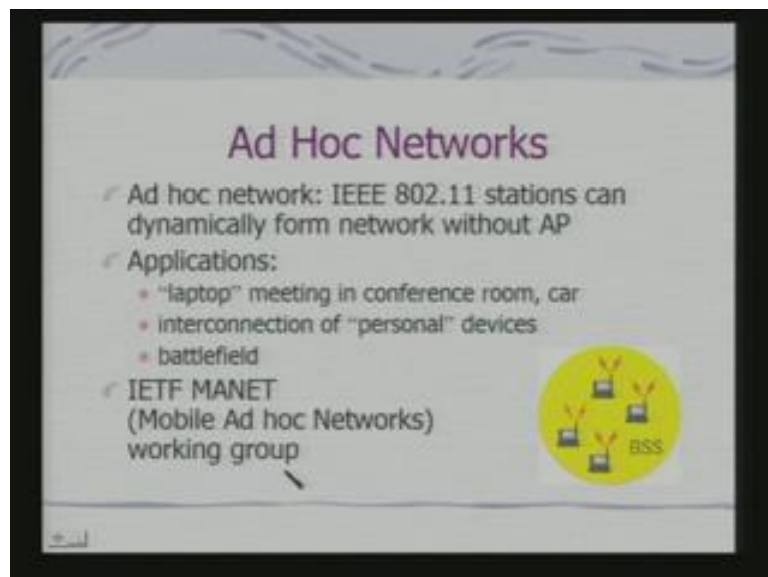 Ad Hoc Networks
Ad hoc network: IEEE 802.11 stations can
dynamically form network without AP
Applications:
"laptop" meeting in conference room, car
interconnection of "personal" devices
battlefield
IETF MANET
(Mobile Ad hoc Networks)
working group
BSS